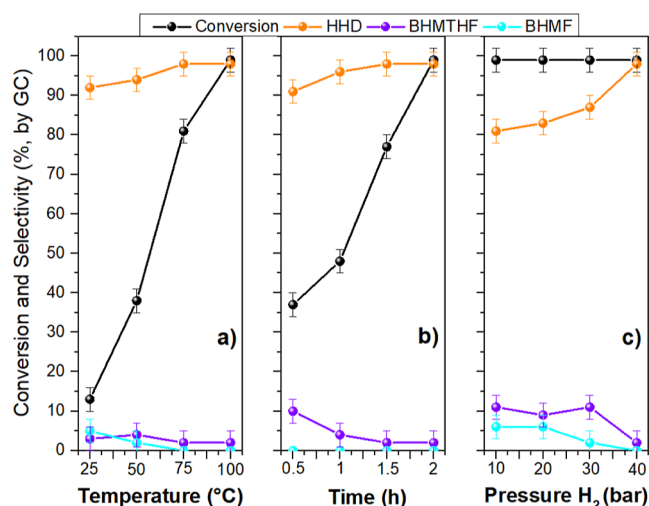 Conversion HHD BHMTHF BHMF
Conversion and Selectivity (%, by GC)
100
90
80
70
60
50
40
30
20
10
0
a) b) c)
25 50 75 100 0.5 1 1.5 2 10 20 30 40
Temperature (°C) Time (h) Pressure H₂ (bar)